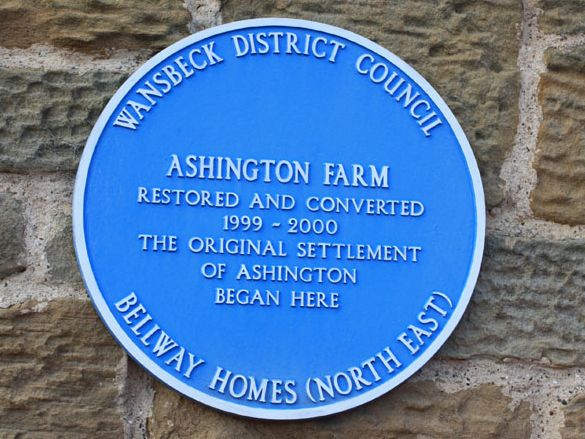 WANSBECK DISTRICT COUNCIL
ASHINGTON FARM
RESTORED AND CONVERTED
1999 - 2000
THE ORIGINAL SETTLEMENT
OF ASHINGTON
BEGAN HERE
BELLWAY HOMES (NORTH EAST)